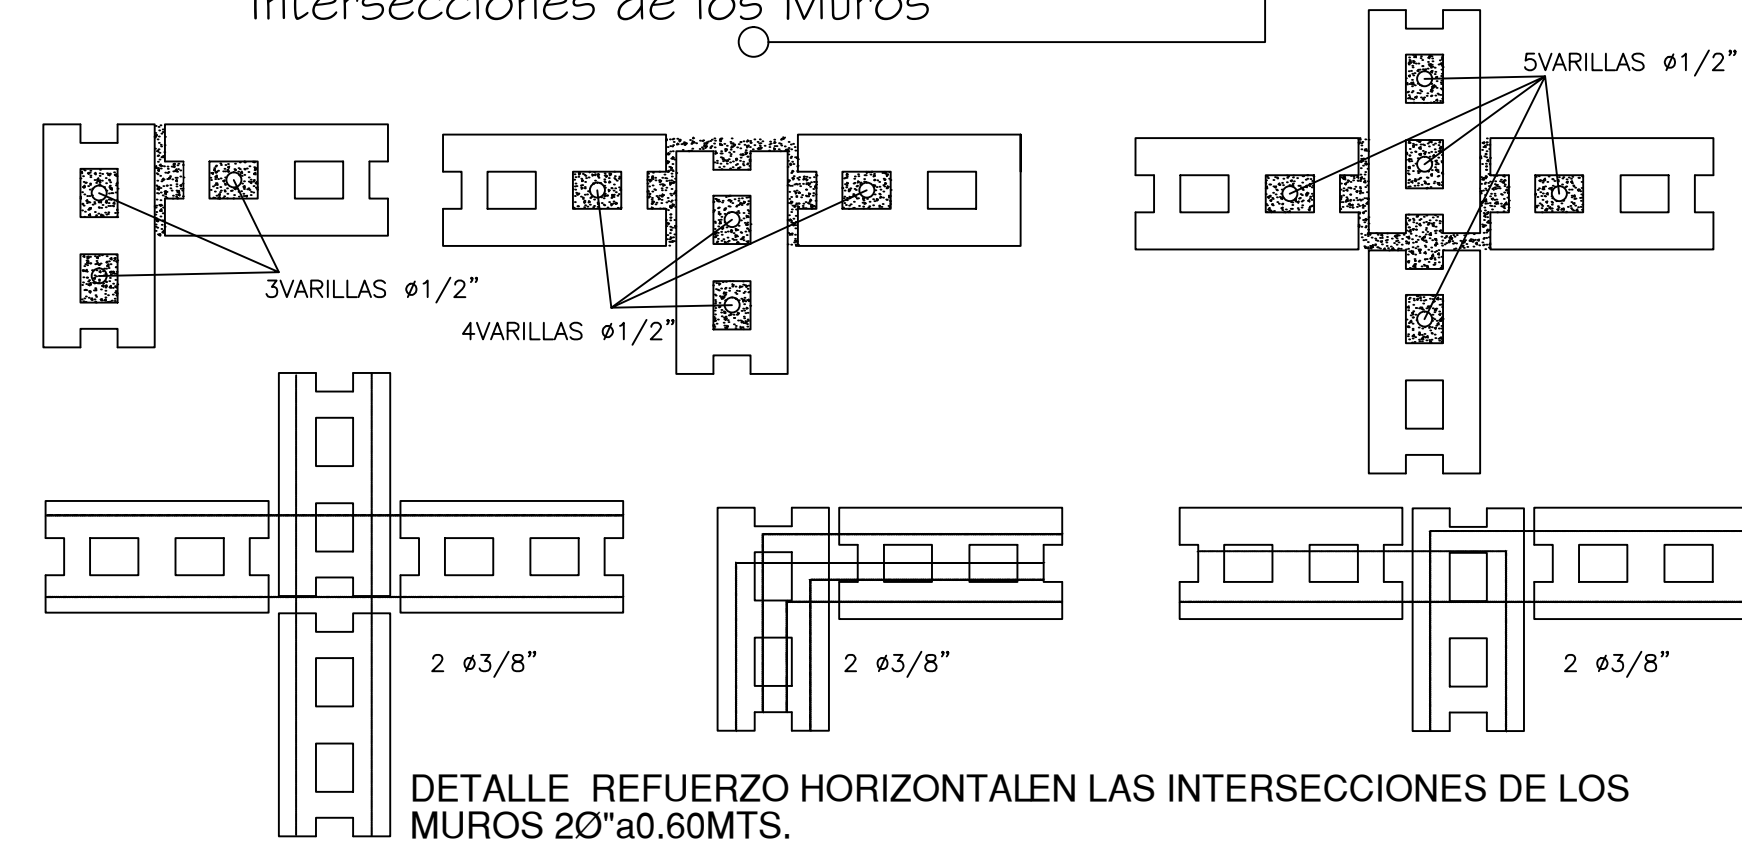 Intersecciones de los Muros
5VARILLAS ø1/2"
3VARILLAS ø1/2"
4VARILLAS ø1/2"
2 ø3/8"
2 ø3/8"
2 ø3/8"
DETALLE REFUERZO HORIZONTALEN LAS INTERSECCIONES DE LOS
MUROS 2Ø"a0.60MTS.